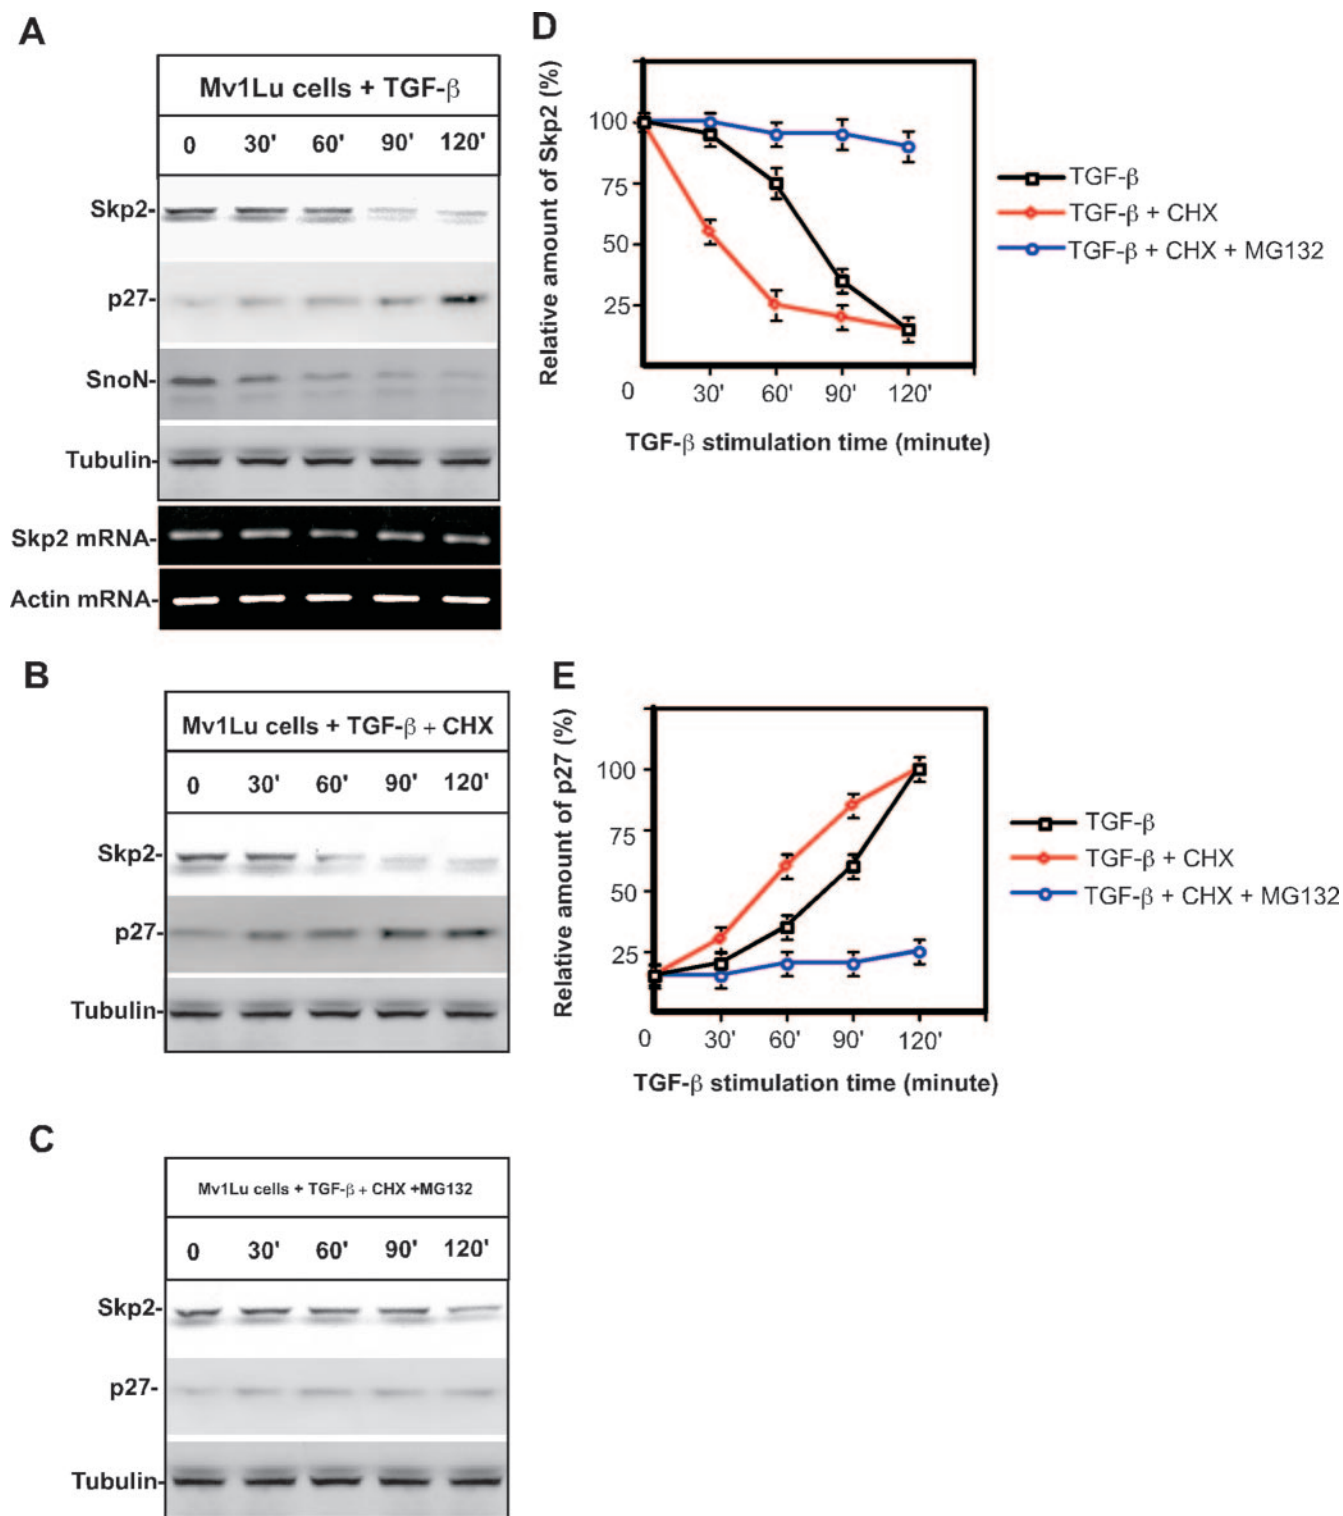 A
Mv1Lu cells + TGF-β
0 30' 60' 90' 120'
Skp2-
p27-
SnoN-
Tubulin-
Skp2 mRNA-
Actin mRNA-
B
Mv1Lu cells + TGF-β + CHX
0 30' 60' 90' 120'
Skp2-
p27-
Tubulin-
C
Mv1Lu cells + TGF-β + CHX +MG132
0 30' 60' 90' 120'
Skp2-
p27-
Tubulin-
D
Relative amount of Skp2 (%)
100
75
50
25
0 30' 60' 90' 120'
TGF-β stimulation time (minute)
TGF-β
TGF-β + CHX
TGF-β + CHX + MG132
E
Relative amount of p27 (%)
100
75
50
25
0 30' 60' 90' 120'
TGF-β stimulation time (minute)
TGF-β
TGF-β + CHX
TGF-β + CHX + MG132